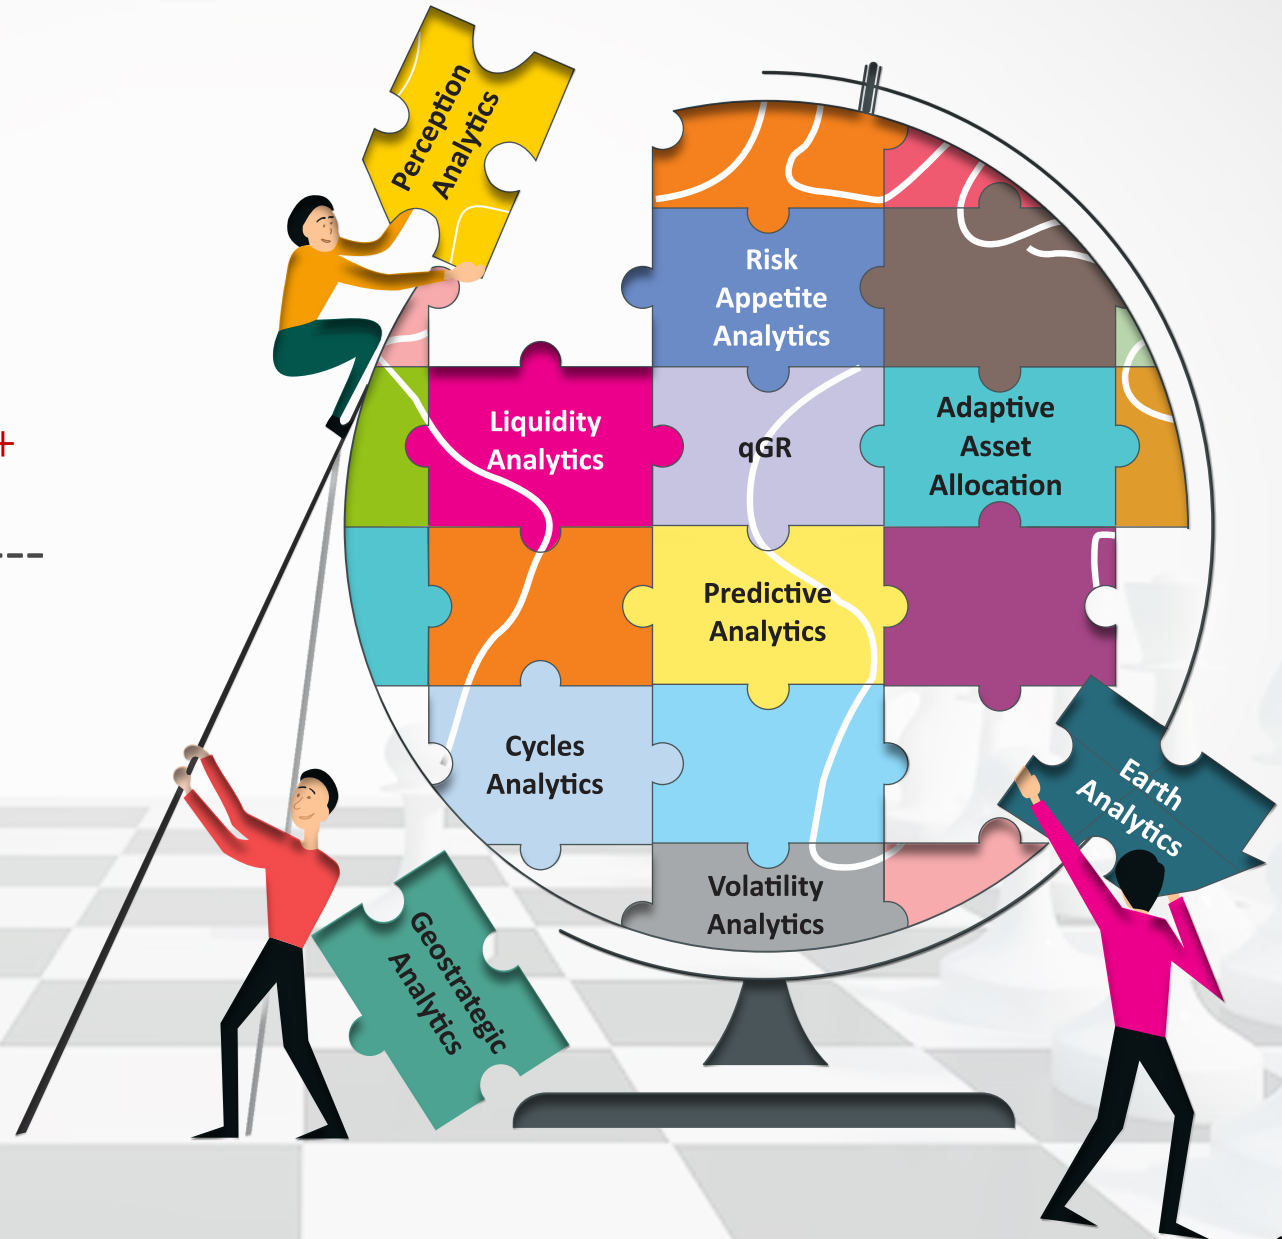 Perception
Analytics
Risk
Appetite
Analytics
Liquidity
Analytics
qGR
Adaptive
Asset
Allocation
+
---
Predictive
Analytics
Cycles
Analytics
Earth
Analytics
Volatility
Analytics
Geostrategic
Analytics